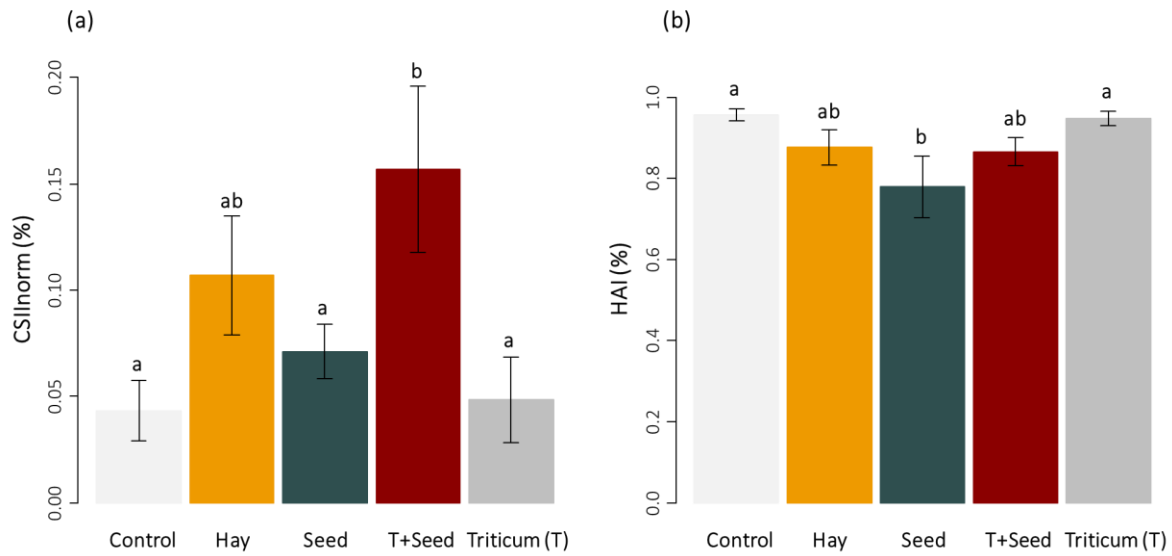 (a)
CSIInorm (%)
0.20
0.15
0.10
0.05
0.00
a
ab
a
b
a
Control Hay Seed T+Seed Triticum (T)
(b)
HAI (%)
1.0
0.8
0.6
0.4
0.2
0.0
a
ab
b
ab
a
Control Hay Seed T+Seed Triticum (T)